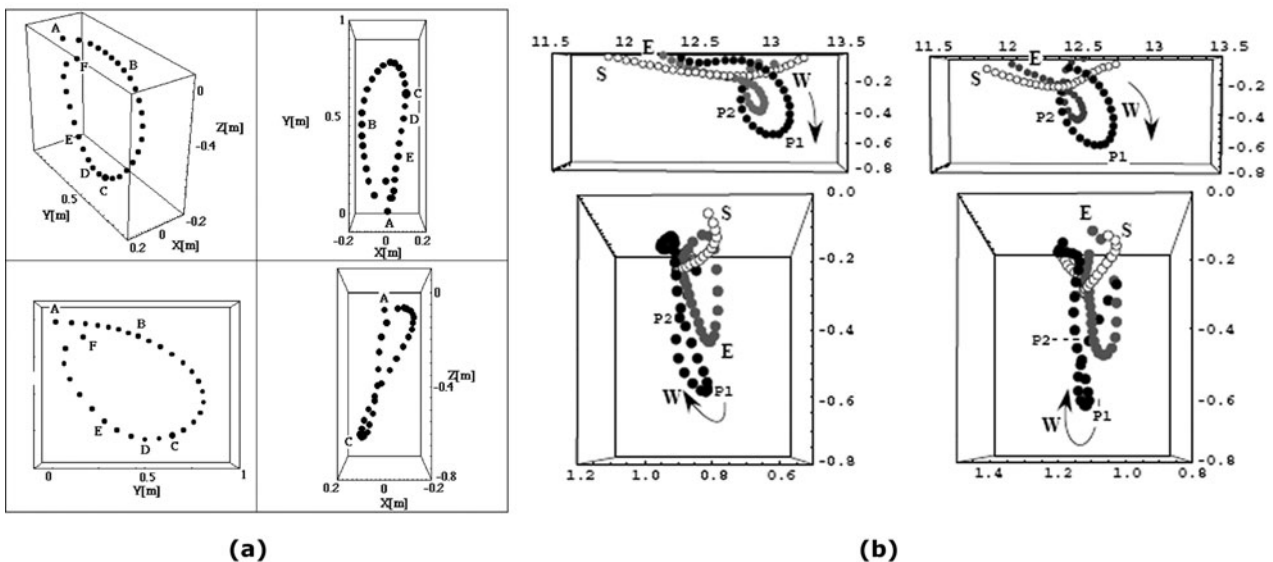 A
B
F
E
D
C
0
-0.4
Z[m]
0.5
Y[m]
-0.2
0
0.2
X[m]
1
Y[m]
0
B
C
D
E
A
-0.2
0
0.2
X[m]
A
B
F
E
D
C
0
0.5
1
Y[m]
A
C
0
Z[m]
-0.4
-0.8
0.2
0
-0.2
X[m]
(a)
11.5 12 12.5 13 13.5
E
S
W
P2
P1
-0.2
-0.4
-0.6
-0.8
11.5 12 12.5 13 13.5
E
S
W
P2
P1
-0.2
-0.4
-0.6
-0.8
S
P2
E
W
P1
0.0
-0.2
-0.4
-0.6
-0.8
1.2 1.0 0.8 0.6
E
S
P2
W
P1
0.0
-0.2
-0.4
-0.6
-0.8
1.4 1.2 1.0 0.8
(b)